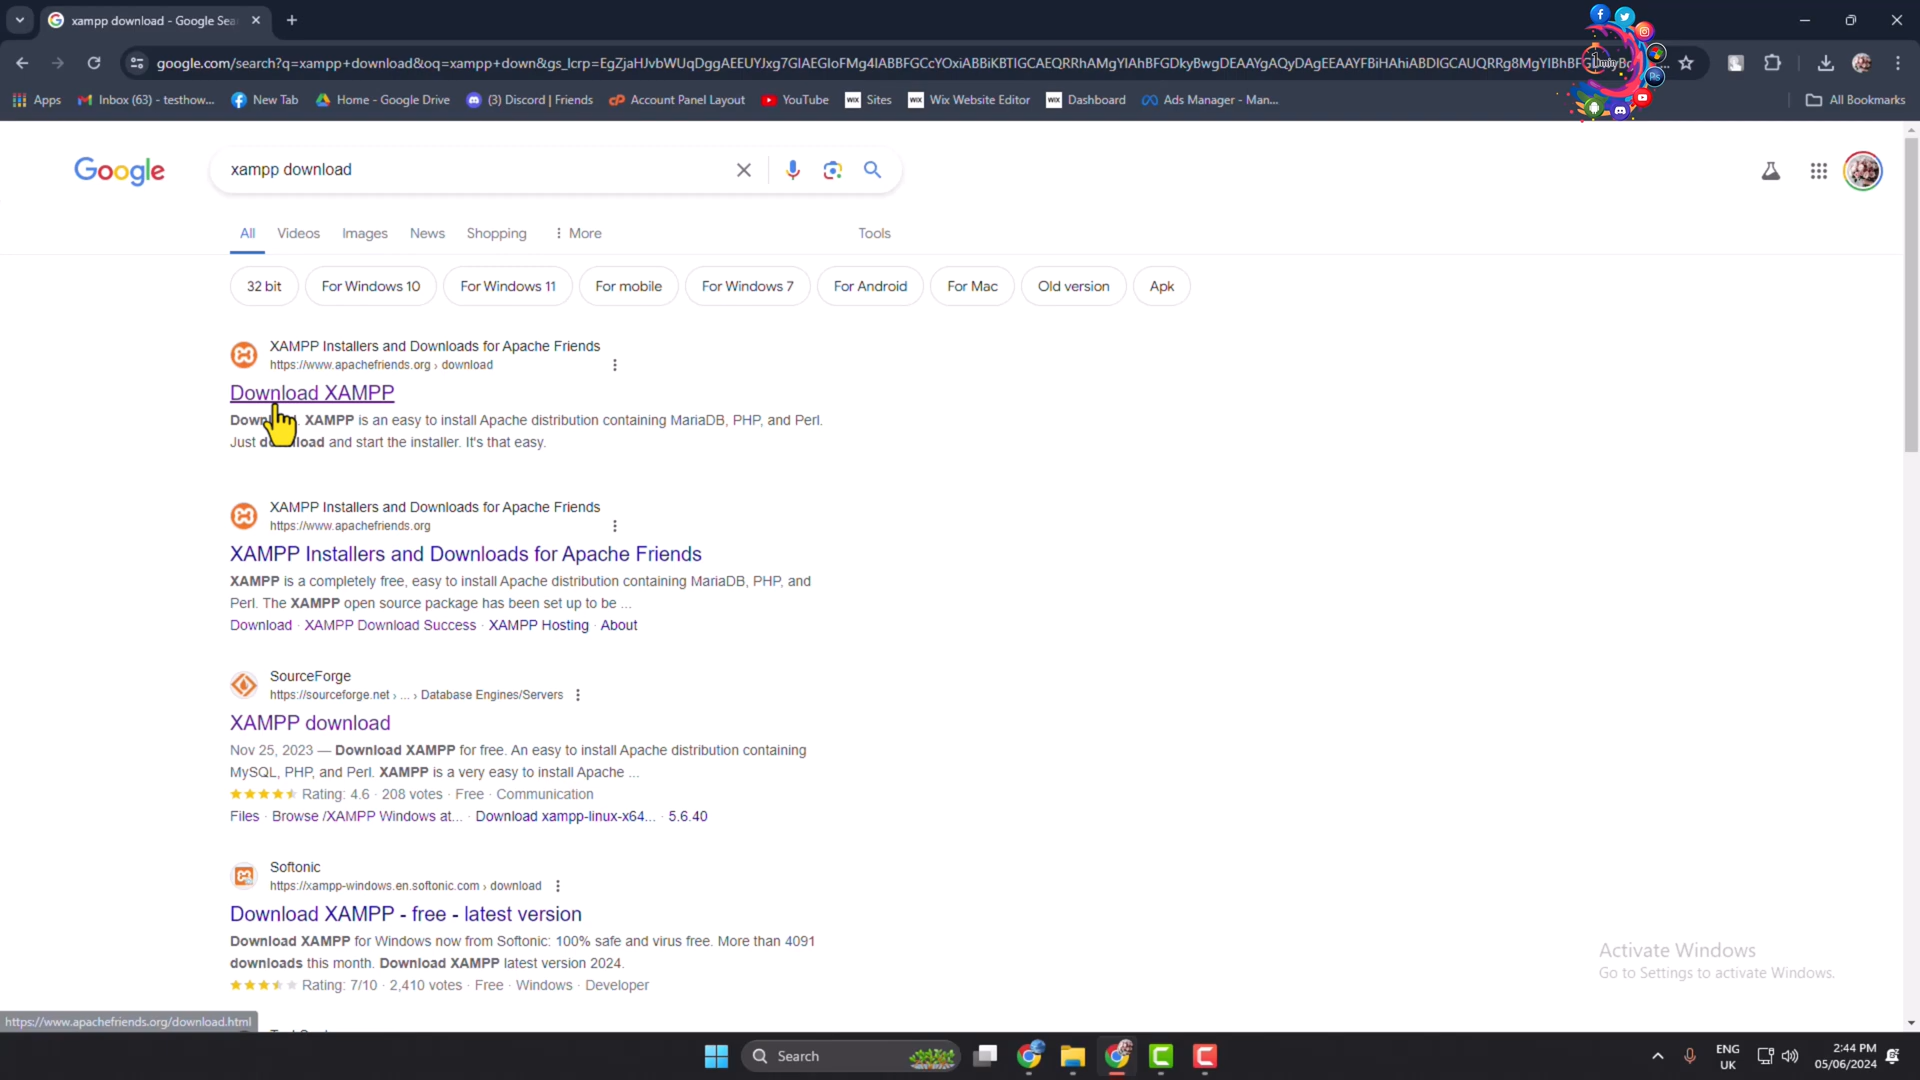 xampp download - Google Sea
google.com/search?q=xampp+download&oq=xampp+down&gs_lcrp=EgZjaHJvbWUqDggAEEUYJxg7GIAEGIoFMg4IABBFGCcYOxiABBiKBTIGCAEQRRhAMgYIAhBFGDkyBwgDEAAYgAQyDAgEEAAYFBiHAhiABDIGCAUQRRg8MgYIBhBF
Apps
Inbox (63) - testhow...
New Tab
Home - Google Drive
(3) Discord | Friends
Account Panel Layout
YouTube
WIX Sites
WIX Wix Website Editor
WIX Dashboard
Ads Manager - Man...
All Bookmarks
Google
xampp download
All Videos Images News Shopping More Tools
32 bit For Windows 10 For Windows 11 For mobile For Windows 7 For Android For Mac Old version Apk
XAMPP Installers and Downloads for Apache Friends
https://www.apachefriends.org › download
Download XAMPP
XAMPP is an easy to install Apache distribution containing MariaDB, PHP, and Perl.
Just download and start the installer. It's that easy.
XAMPP Installers and Downloads for Apache Friends
https://www.apachefriends.org
XAMPP Installers and Downloads for Apache Friends
XAMPP is a completely free, easy to install Apache distribution containing MariaDB, PHP, and
Perl. The XAMPP open source package has been set up to be ...
Download · XAMPP Download Success · XAMPP Hosting · About
SourceForge
https://sourceforge.net › ... › Database Engines/Servers
XAMPP download
Nov 25, 2023 — Download XAMPP for free. An easy to install Apache distribution containing
MySQL, PHP, and Perl. XAMPP is a very easy to install Apache ...
Rating: 4.6 · 208 votes · Free · Communication
Files · Browse /XAMPP Windows at... · Download xampp-linux-x64... · 5.6.40
Softonic
https://xampp-windows.en.softonic.com › download
Download XAMPP - free - latest version
Download XAMPP for Windows now from Softonic: 100% safe and virus free. More than 4091
downloads this month. Download XAMPP latest version 2024.
Rating: 7/10 · 2,410 votes · Free · Windows · Developer
Activate Windows
Go to Settings to activate Windows.
https://www.apachefriends.org/download.html
Search
ENG
UK
2:44 PM
05/06/2024